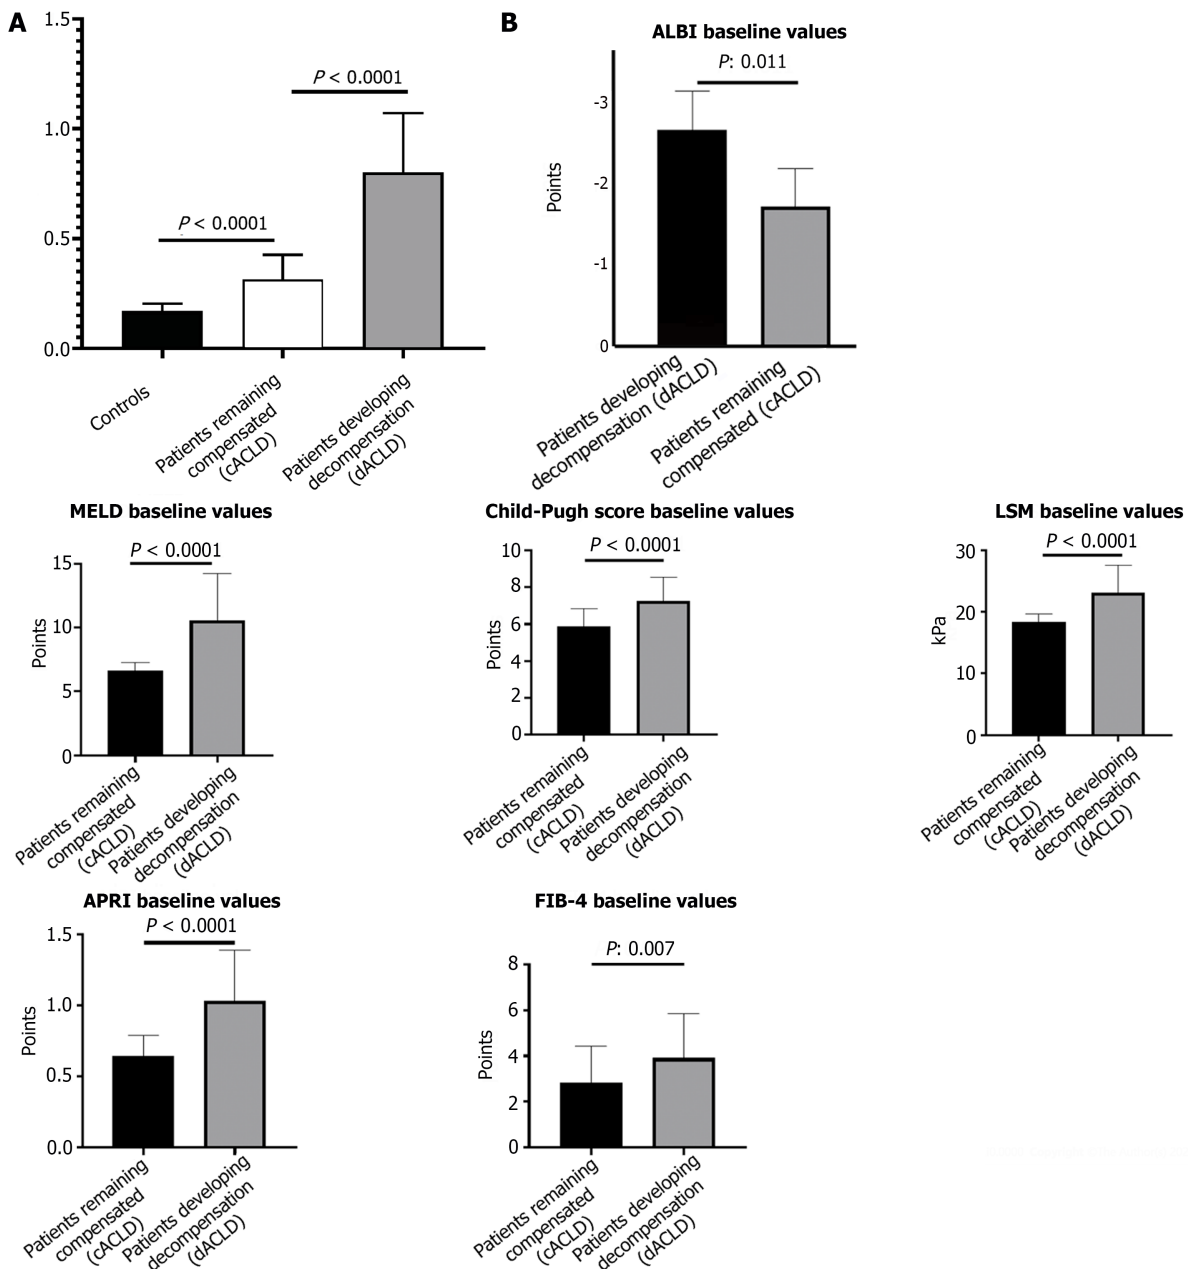 A
1.5
1.0
0.5
0.0
P < 0.0001
P < 0.0001
Controls
Patients remaining
compensated
(cACLD)
Patients developing
decompensation
(dACLD)
B
ALBI baseline values
P: 0.011
Points
-3
-2
-1
0
Patients developing
decompensation (dACLD)
Patients remaining
compensated (cACLD)
MELD baseline values
P < 0.0001
Points
15
10
5
0
Patients remaining
compensated
(cACLD)
Patients developing
decompensation
(dACLD)
Child-Pugh score baseline values
P < 0.0001
Points
10
8
6
4
2
0
Patients remaining
compensated
(cACLD)
Patients developing
decompensation
(dACLD)
LSM baseline values
P < 0.0001
kPa
30
20
10
0
Patients remaining
compensated
(cACLD)
Patients developing
decompensation
(dACLD)
APRI baseline values
P < 0.0001
Points
1.5
1.0
0.5
0.0
Patients remaining
compensated
(cACLD)
Patients developing
decompensation
(dACLD)
FIB-4 baseline values
P: 0.007
Points
8
6
4
2
0
Patients remaining
compensated
(cACLD)
Patients developing
decompensation
(dACLD)